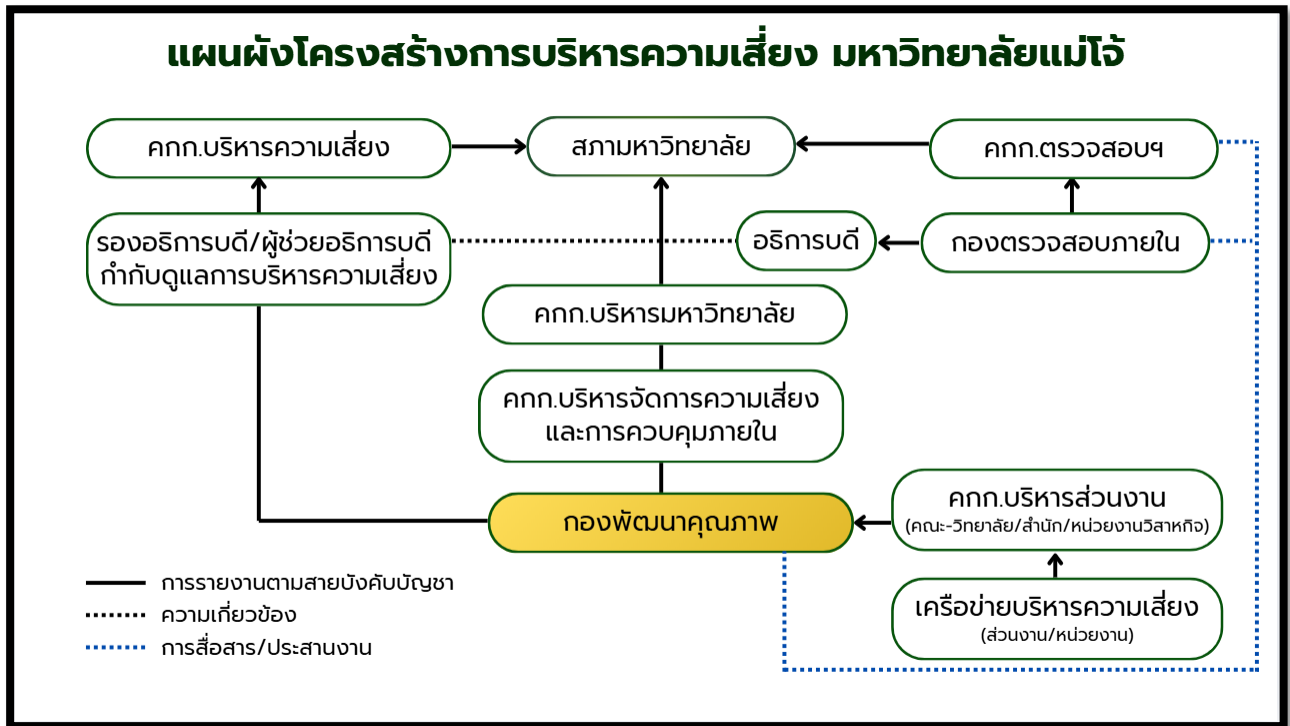 แผนผังโครงสร้างการบริหารความเสี่ยง มหาวิทยาลัยแม่โจ้
คกก.บริหารความเสี่ยง
สภามหาวิทยาลัย
คกก.ตรวจสอบฯ
รองอธิการบดี/ผู้ช่วยอธิการบดี
กำกับดูแลการบริหารความเสี่ยง
อธิการบดี
กองตรวจสอบภายใน
คกก.บริหารมหาวิทยาลัย
คกก.บริหารจัดการความเสี่ยง
และการควบคุมภายใน
กองพัฒนาคุณภาพ
คกก.บริหารส่วนงาน
(คณะ-วิทยาลัย/สำนัก/หน่วยงานวิสาหกิจ)
เครือข่ายบริหารความเสี่ยง
(ส่วนงาน/หน่วยงาน)
การรายงานตามสายบังคับบัญชา
ความเกี่ยวข้อง
การสื่อสาร/ประสานงาน